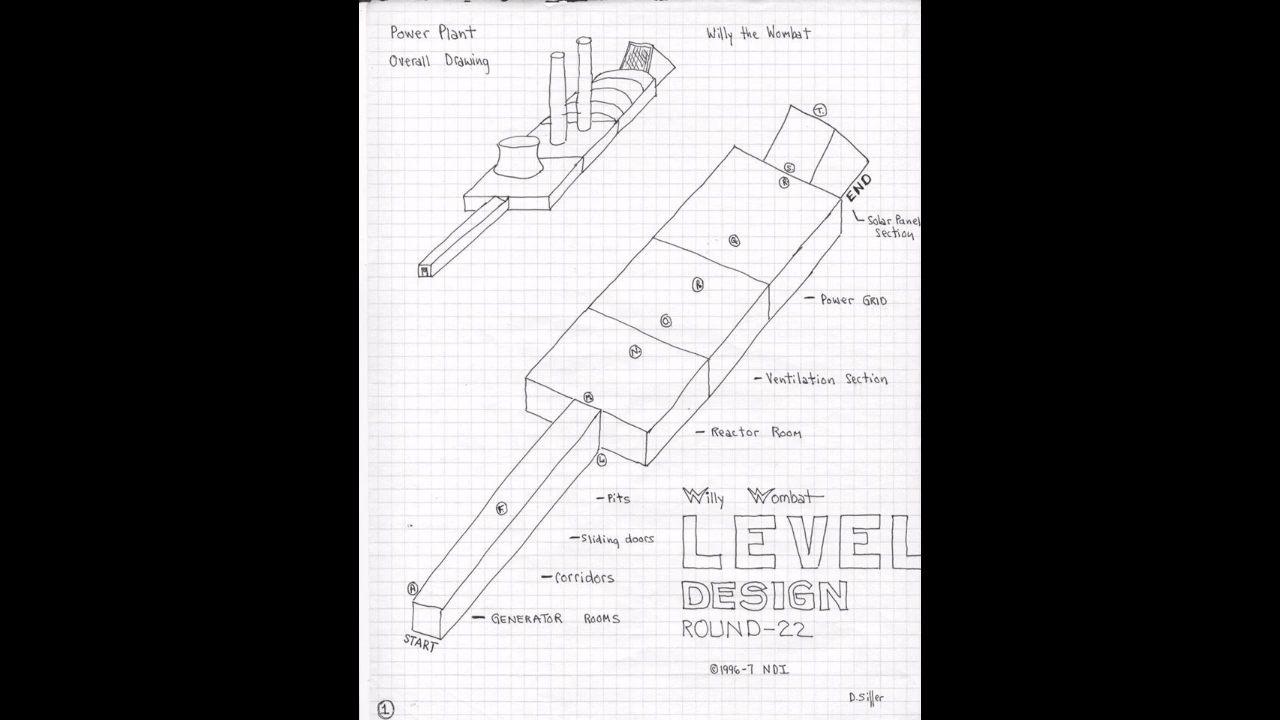 Power Plant
Willy the Wombat
Overall Drawing
T.
S
R
END
Solar Panel
Section
Q
P
Power GRID
O
N
Ventilation Section
M
Reactor Room
L
Pits
Willy Wombat
F
LEVEL
Sliding doors
Corridors
DESIGN
A
GENERATOR ROOMS
ROUND-22
START
©1996-7 NDI
D.Siller
1